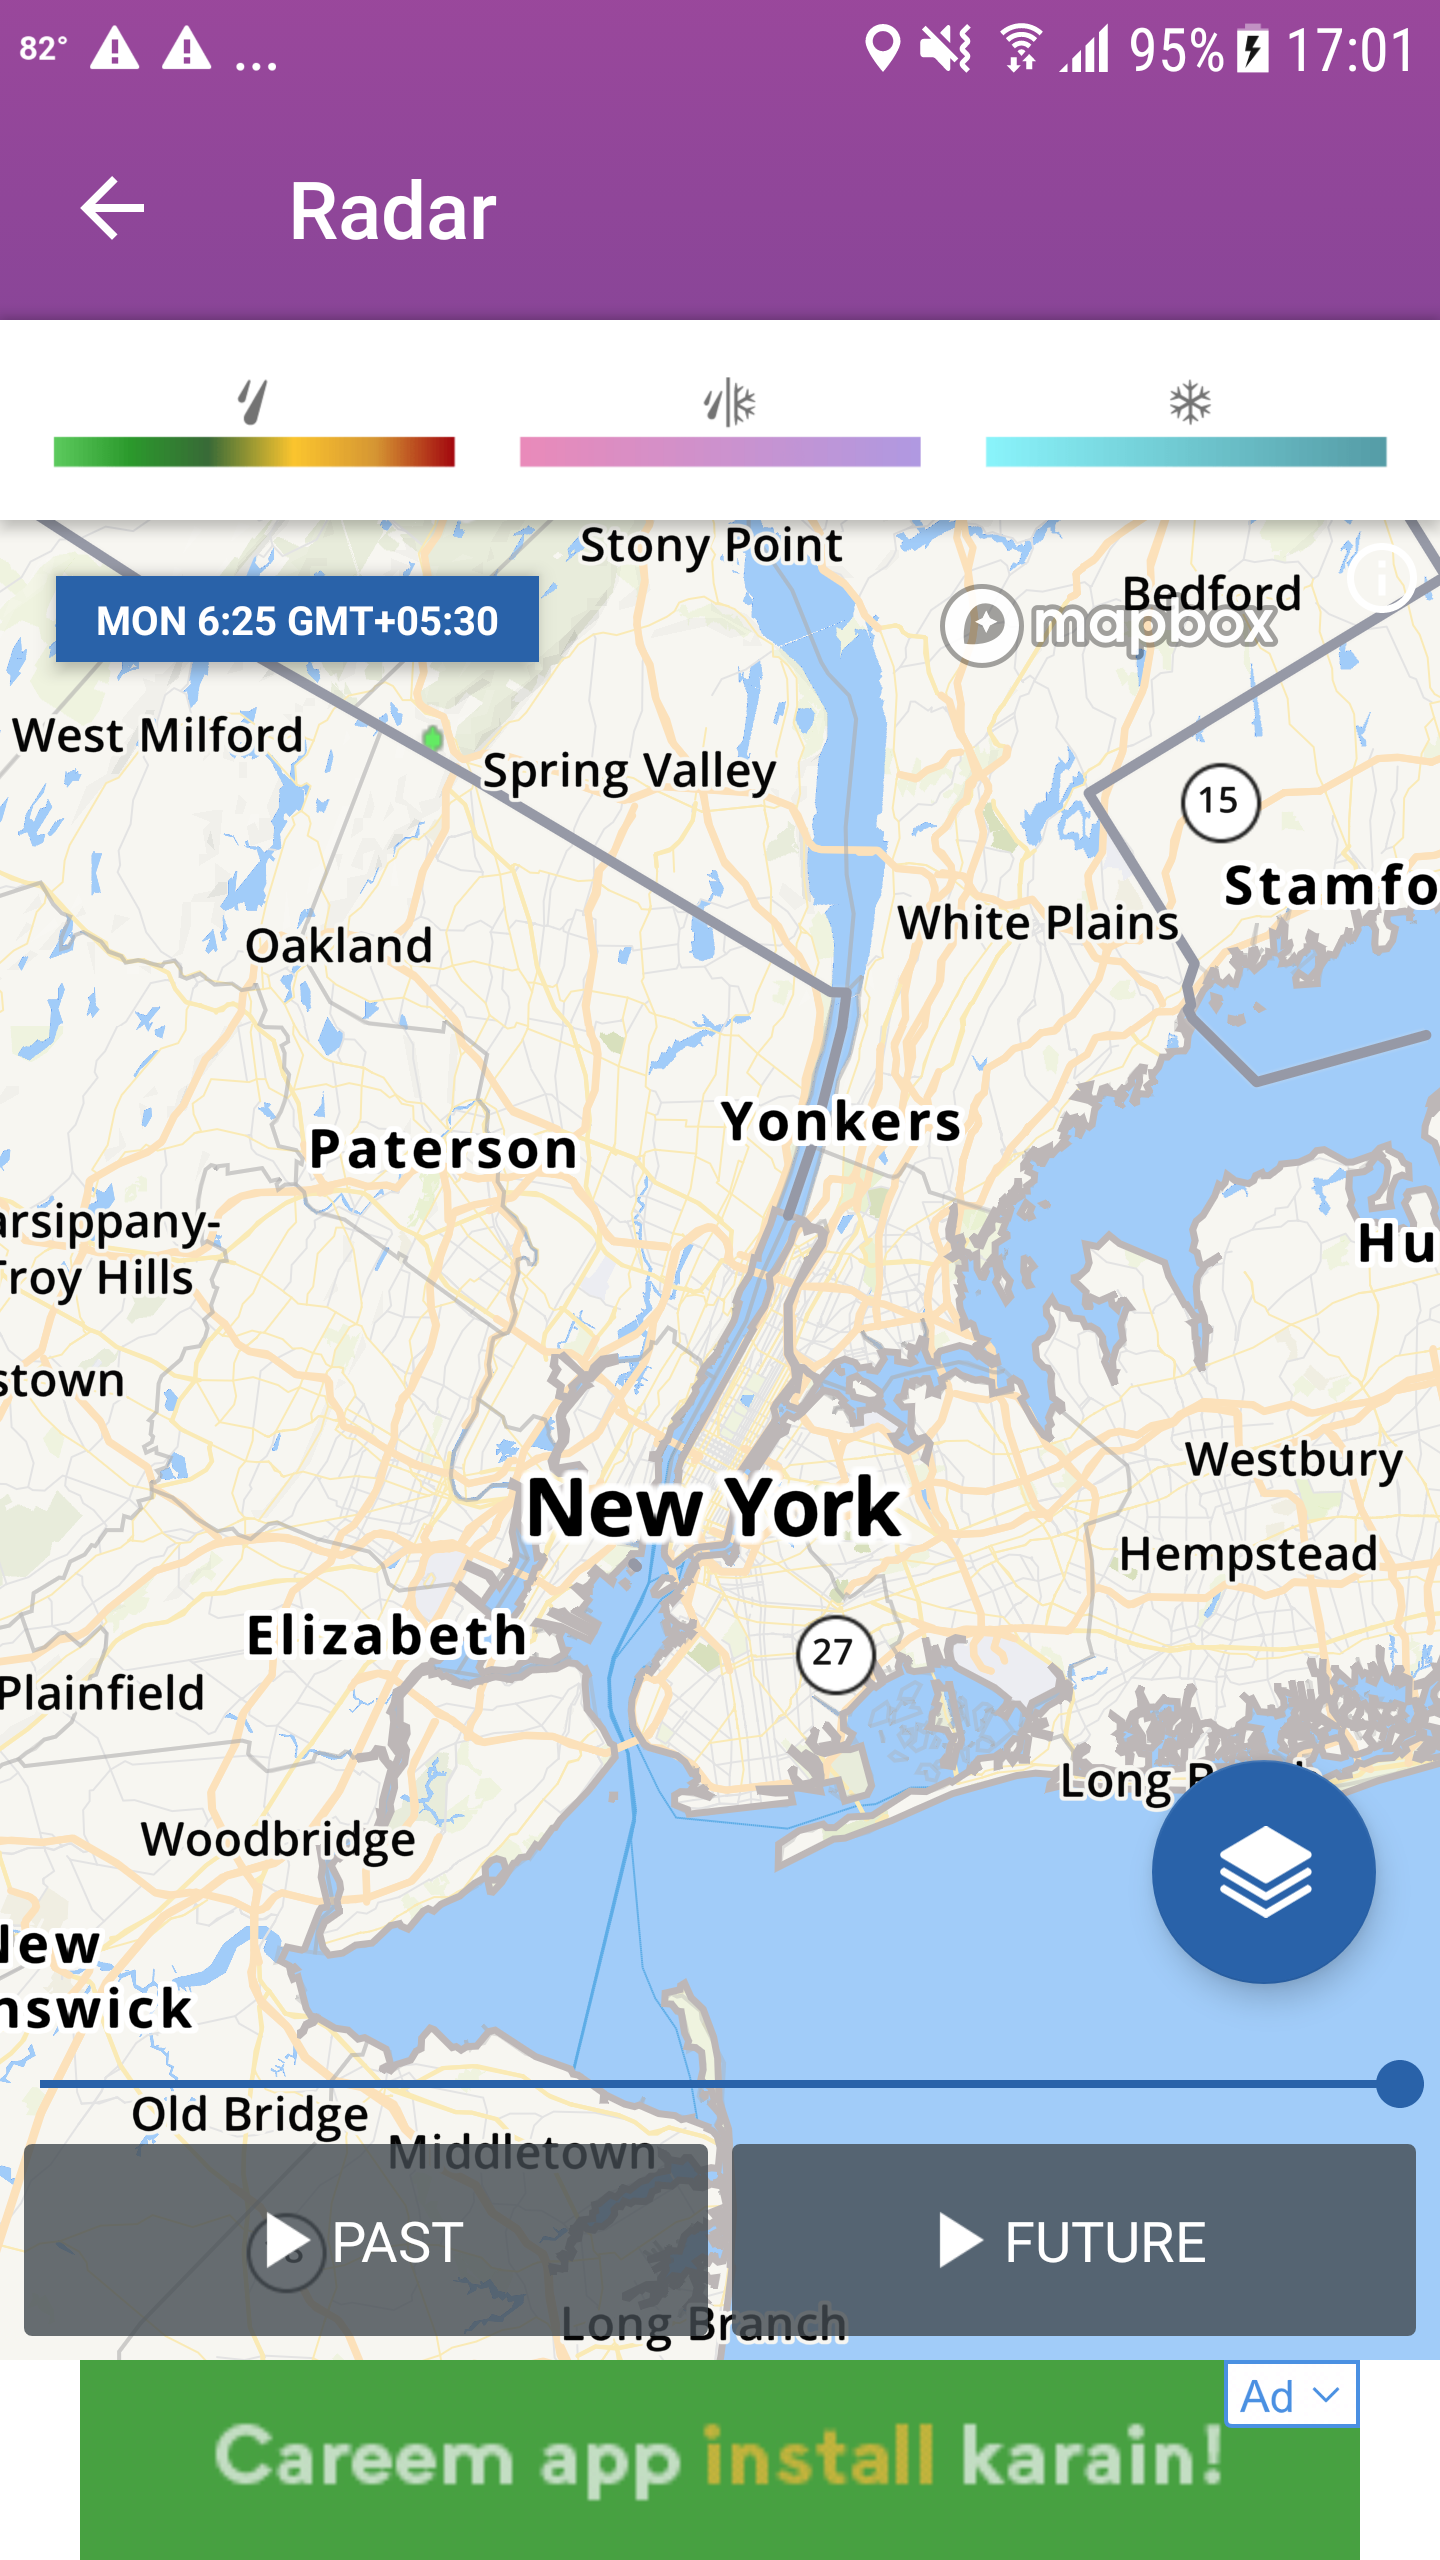 82°
...
95%
17:01
Radar
Stony Point
Bedford
MON 6:25 GMT+05:30
mapbox
West Milford
Spring Valley
15
Stamfo
White Plains
Oakland
Yonkers
Paterson
arsippany-
Troy Hills
Hu
stown
Westbury
New York
Hempstead
Elizabeth
27
Plainfield
Long B
Woodbridge
New
nswick
Old Bridge
Middletown
PAST
FUTURE
Long Branch
Ad
Careem app install karain!